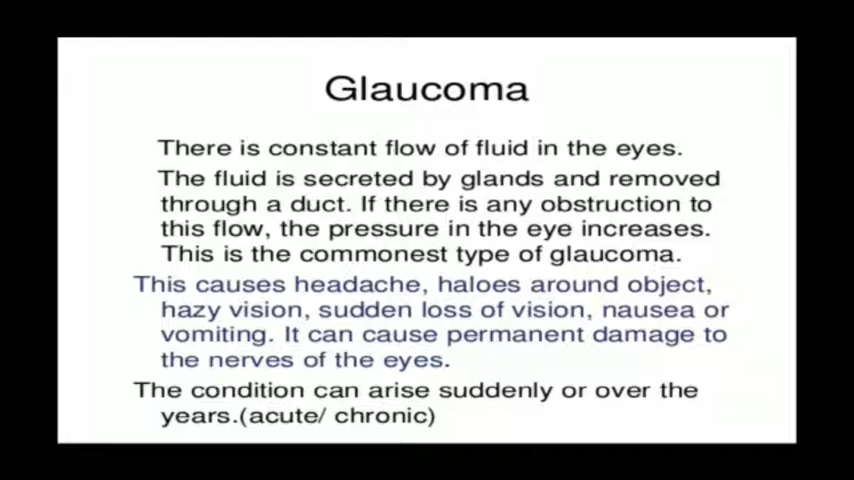 Glaucoma
There is constant flow of fluid in the eyes.
The fluid is secreted by glands and removed
through a duct. If there is any obstruction to
this flow, the pressure in the eye increases.
This is the commonest type of glaucoma.
This causes headache, haloes around object,
hazy vision, sudden loss of vision, nausea or
vomiting. It can cause permanent damage to
the nerves of the eyes.
The condition can arise suddenly or over the
years.(acute/ chronic)